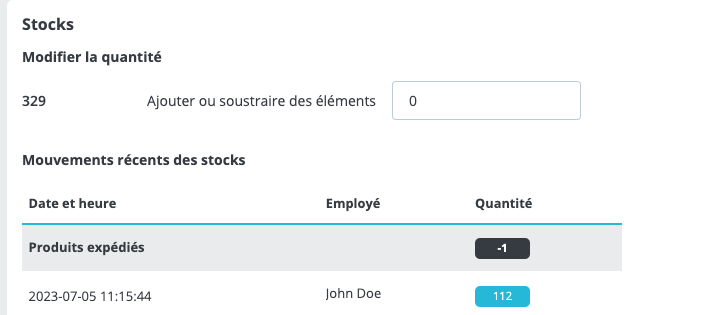 Stocks
Modifier la quantité
329 Ajouter ou soustraire des éléments 0
Mouvements récents des stocks
Date et heure Employé Quantité
Produits expédiés -1
2023-07-05 11:15:44 John Doe 112